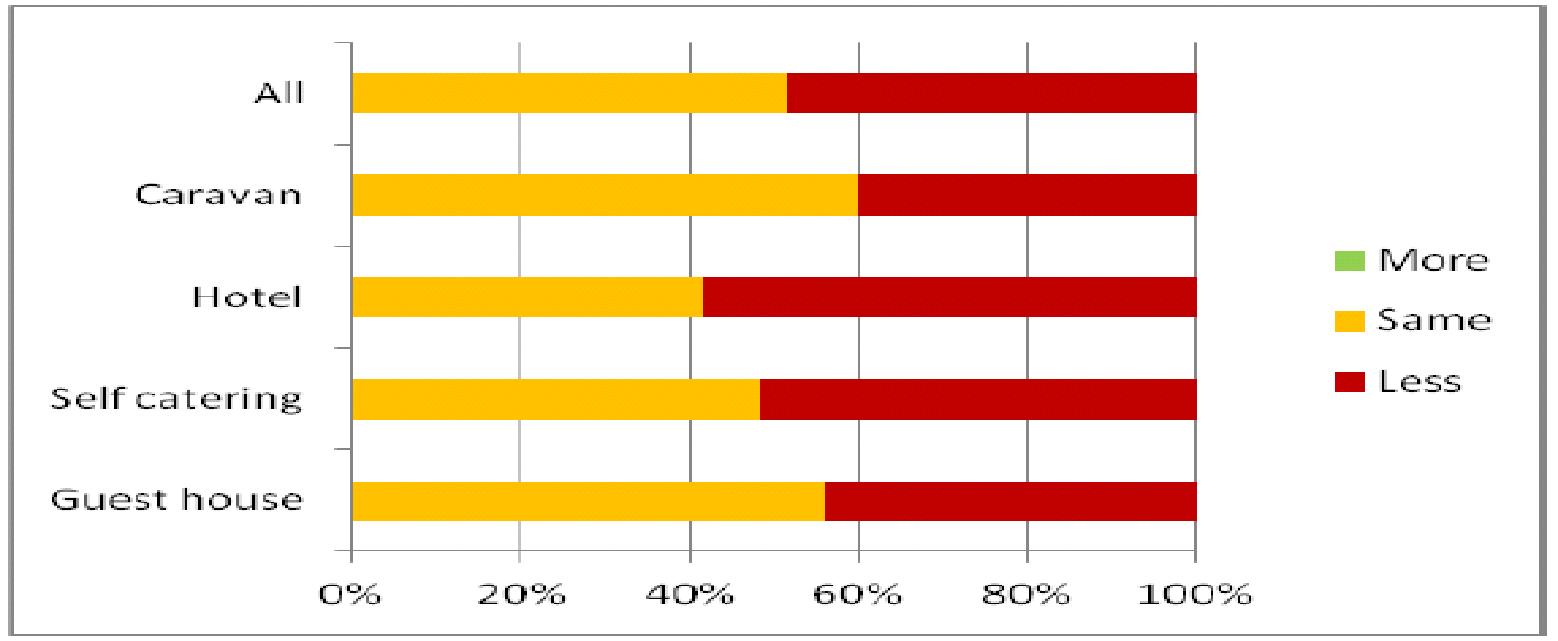 All
Caravan
Hotel
Self catering
Guest house
0% 20% 40% 60% 80% 100%
More
Same
Less